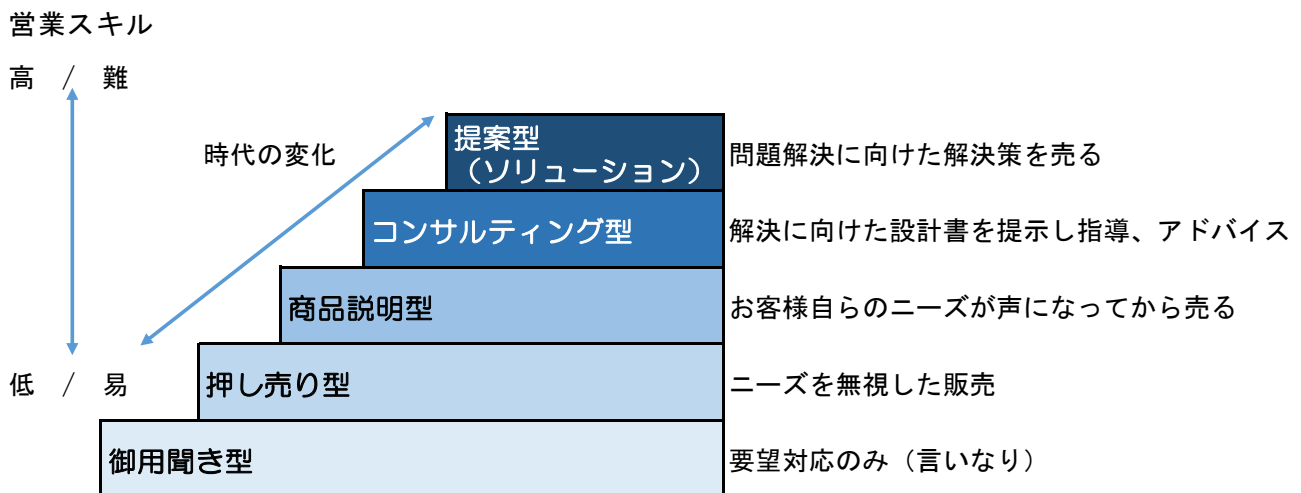 営業スキル
高 / 難
時代の変化
提案型
（ソリューション）
問題解決に向けた解決策を売る
コンサルティング型
解決に向けた設計書を提示し指導、アドバイス
商品説明型
お客様自らのニーズが声になってから売る
低 / 易
押し売り型
ニーズを無視した販売
御用聞き型
要望対応のみ（言いなり）